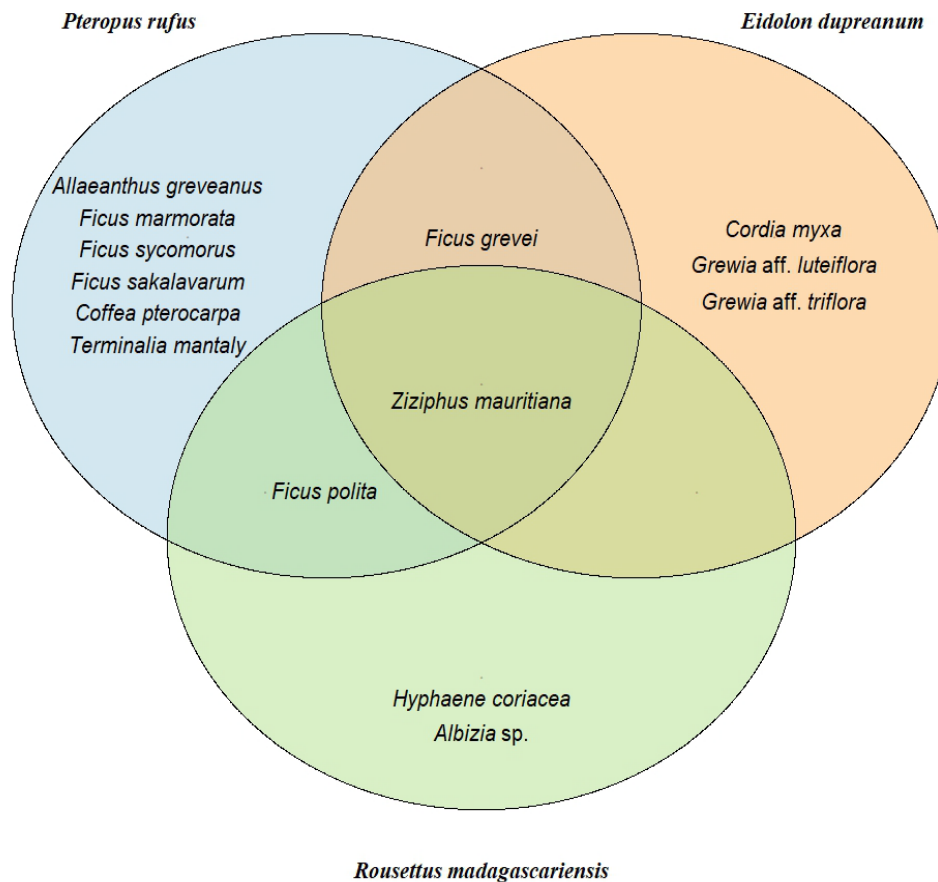 Pteropus rufus
Eidolon dupreanum
Allaeanthus greveanus
Ficus marmorata
Ficus sycomorus
Ficus sakalavarum
Coffea pterocarpa
Terminalia mantaly
Ficus grevei
Cordia myxa
Grewia aff. luteiflora
Grewia aff. triflora
Ziziphus mauritiana
Ficus polita
Hyphaene coriacea
Albizia sp.
Rousettus madagascariensis